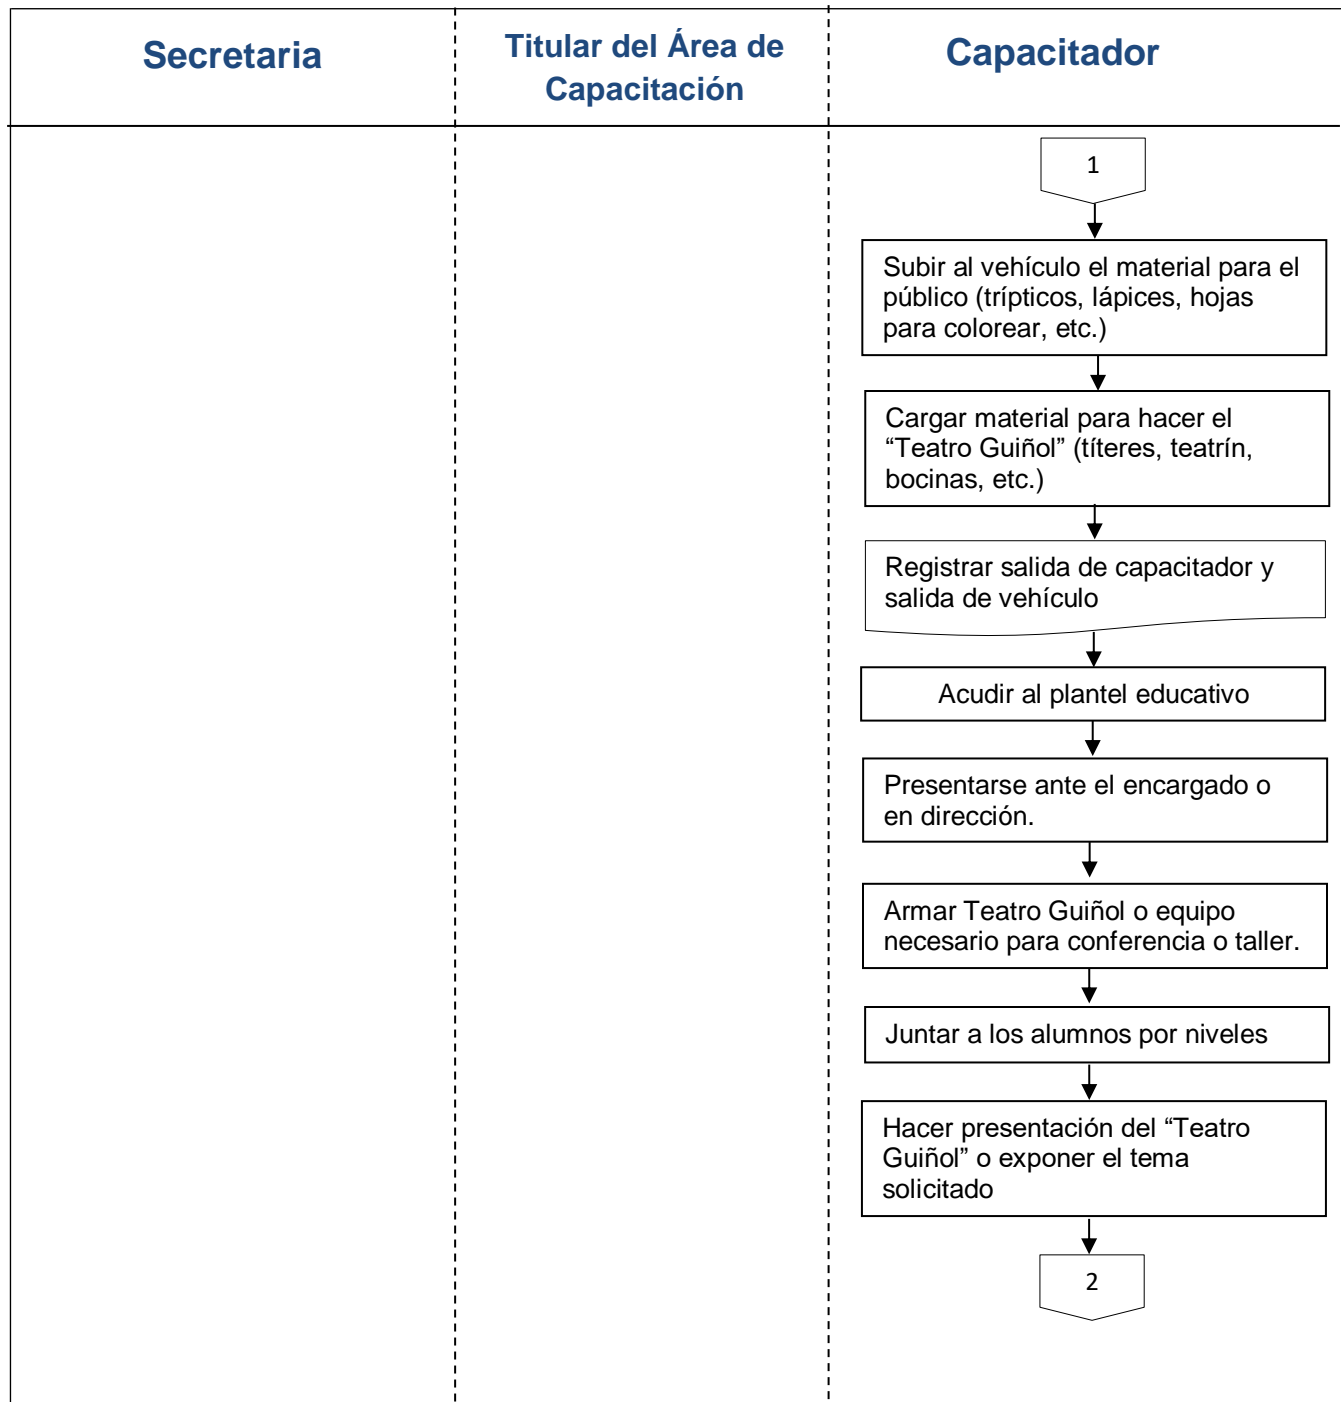 Secretaria
Titular del Área de
Capacitación
Capacitador
1
Subir al vehículo el material para el
público (trípticos, lápices, hojas
para colorear, etc.)
Cargar material para hacer el
“Teatro Guiñol” (títeres, teatrín,
bocinas, etc.)
Registrar salida de capacitador y
salida de vehículo
Acudir al plantel educativo
Presentarse ante el encargado o
en dirección.
Armar Teatro Guiñol o equipo
necesario para conferencia o taller.
Juntar a los alumnos por niveles
Hacer presentación del “Teatro
Guiñol” o exponer el tema
solicitado
2